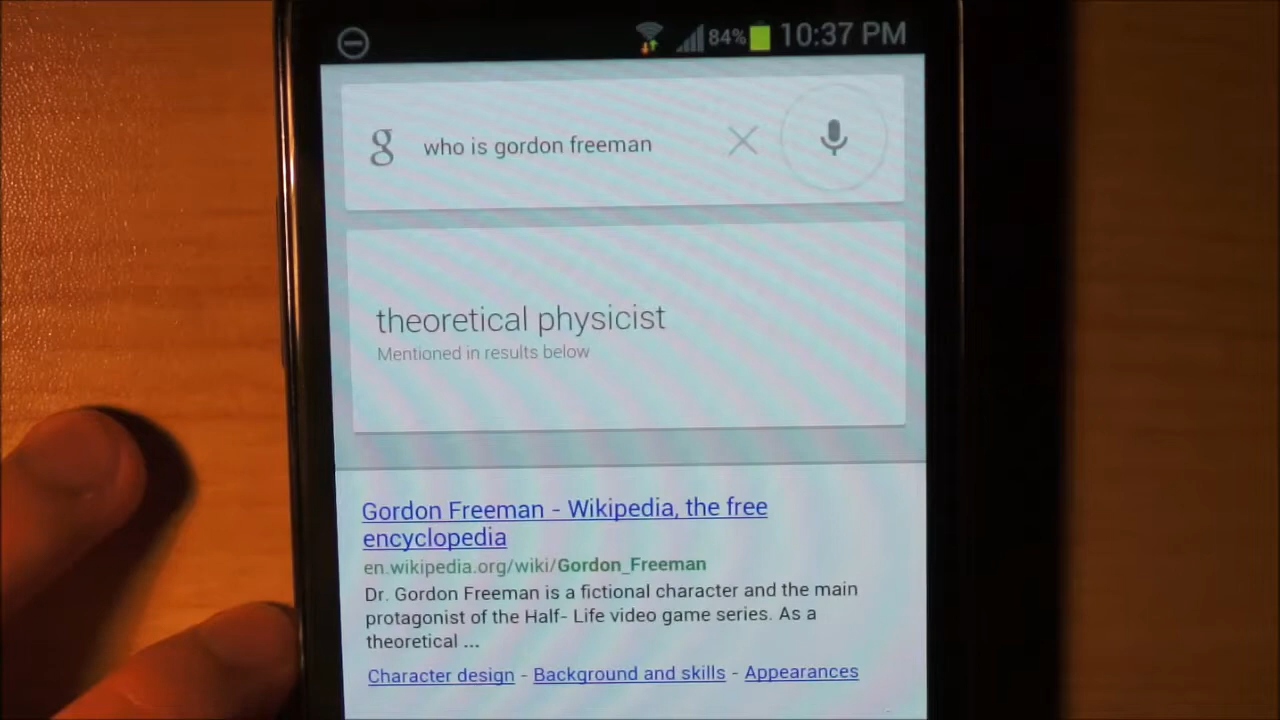 84% 10:37 PM
g who is gordon freeman
theoretical physicist
Mentioned in results below
Gordon Freeman - Wikipedia, the free
encyclopedia
en.wikipedia.org/wiki/Gordon_Freeman
Dr. Gordon Freeman is a fictional character and the main
protagonist of the Half- Life video game series. As a
theoretical ...
Character design - Background and skills - Appearances